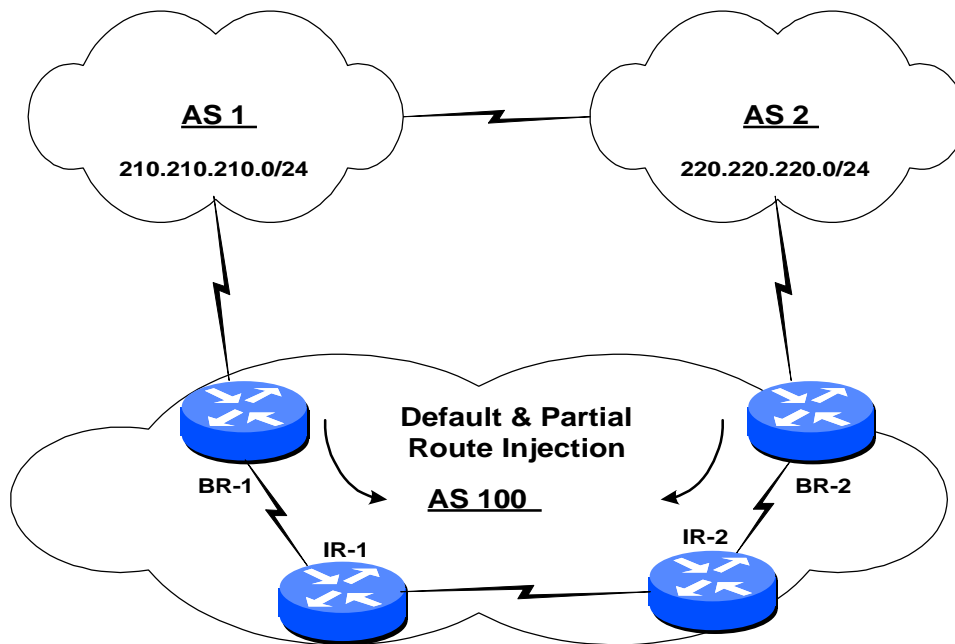 AS 1
AS 2
210.210.210.0/24
220.220.220.0/24
Default & Partial
Route Injection
AS 100
BR-1
BR-2
IR-1
IR-2